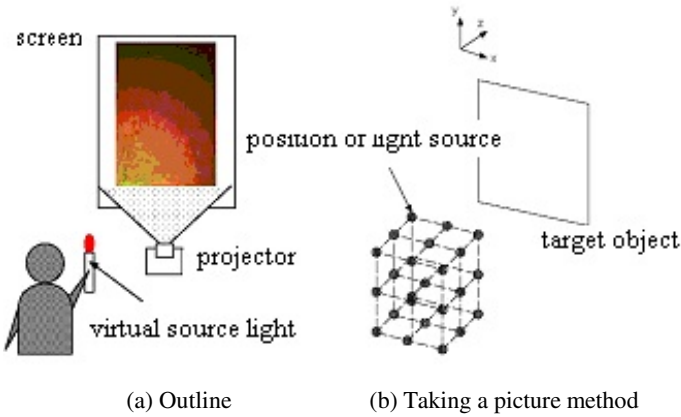 screen
projector
virtual source light
(a) Outline
y
z
x
position or light source
target object
(b) Taking a picture method